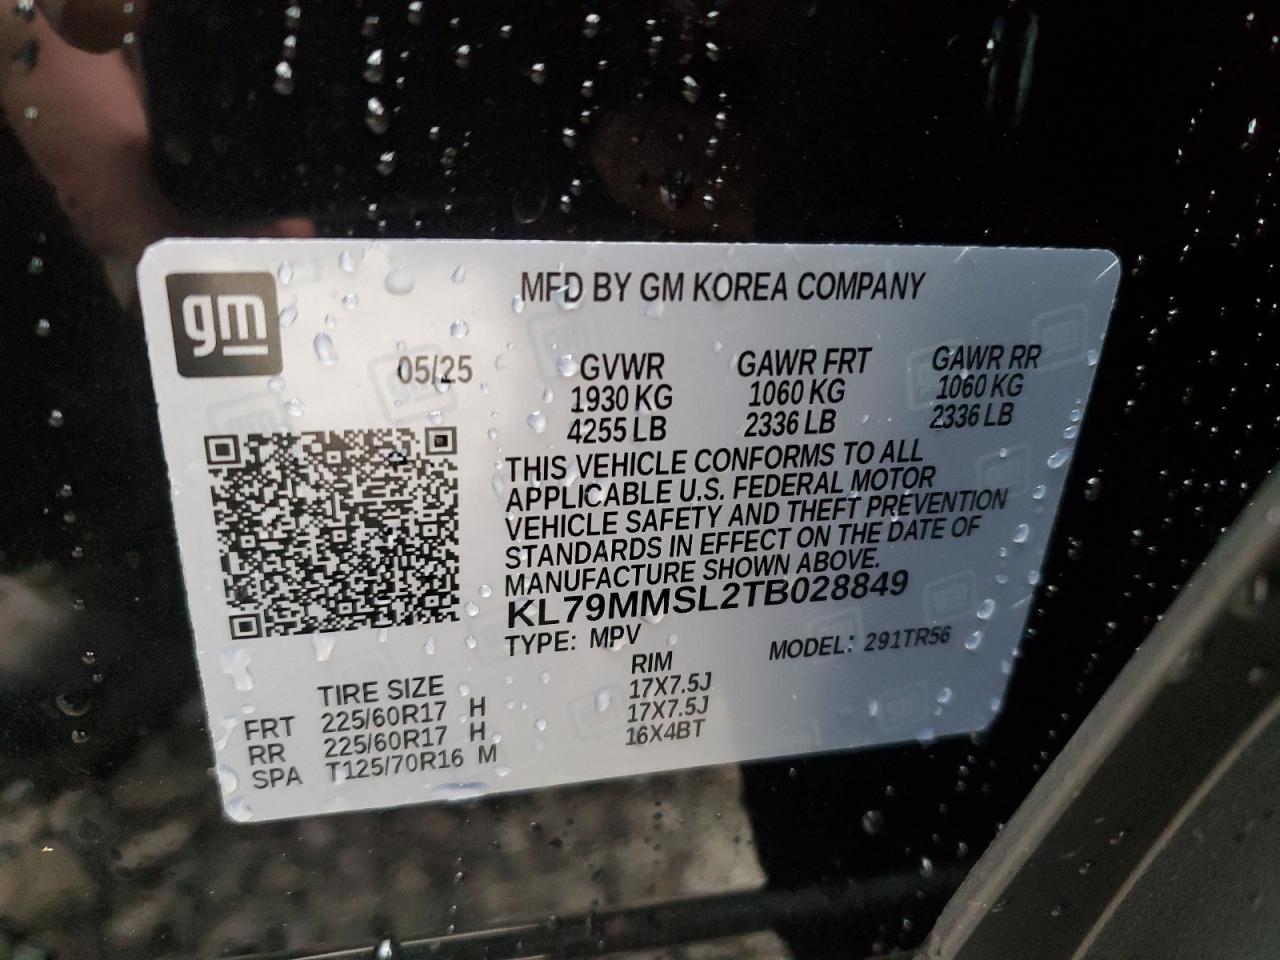 gm
MFD BY GM KOREA COMPANY
05/25
GVWR GAWR FRT GAWR RR
1930 KG 1060 KG 1060 KG
4255 LB 2336 LB 2336 LB
THIS VEHICLE CONFORMS TO ALL
APPLICABLE U.S. FEDERAL MOTOR
VEHICLE SAFETY AND THEFT PREVENTION
STANDARDS IN EFFECT ON THE DATE OF
MANUFACTURE SHOWN ABOVE.
KL79MMSL2TB028849
TYPE: MPV MODEL: 291TR56
TIRE SIZE RIM
FRT 225/60R17 H 17X7.5J
RR 225/60R17 H 17X7.5J
SPA T125/70R16 M 16X4BT